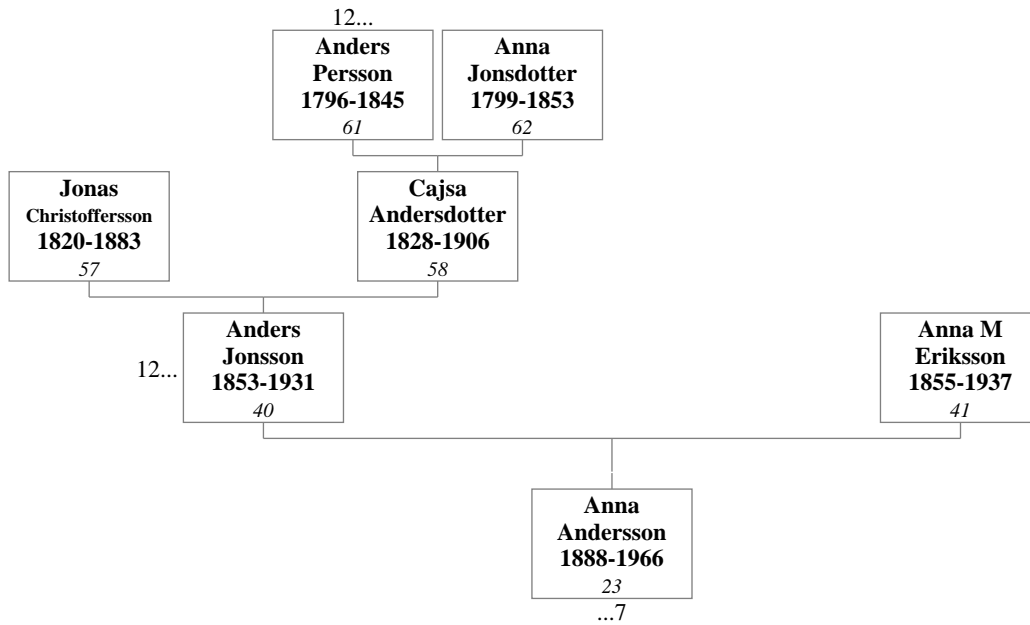 12...
Anders
Persson
1796-1845
61
Anna
Jonsdotter
1799-1853
62
Jonas
Christoffersson
1820-1883
57
Cajsa
Andersdotter
1828-1906
58
12...
Anders
Jonsson
1853-1931
40
Anna M
Eriksson
1855-1937
41
Anna
Andersson
1888-1966
23
...7